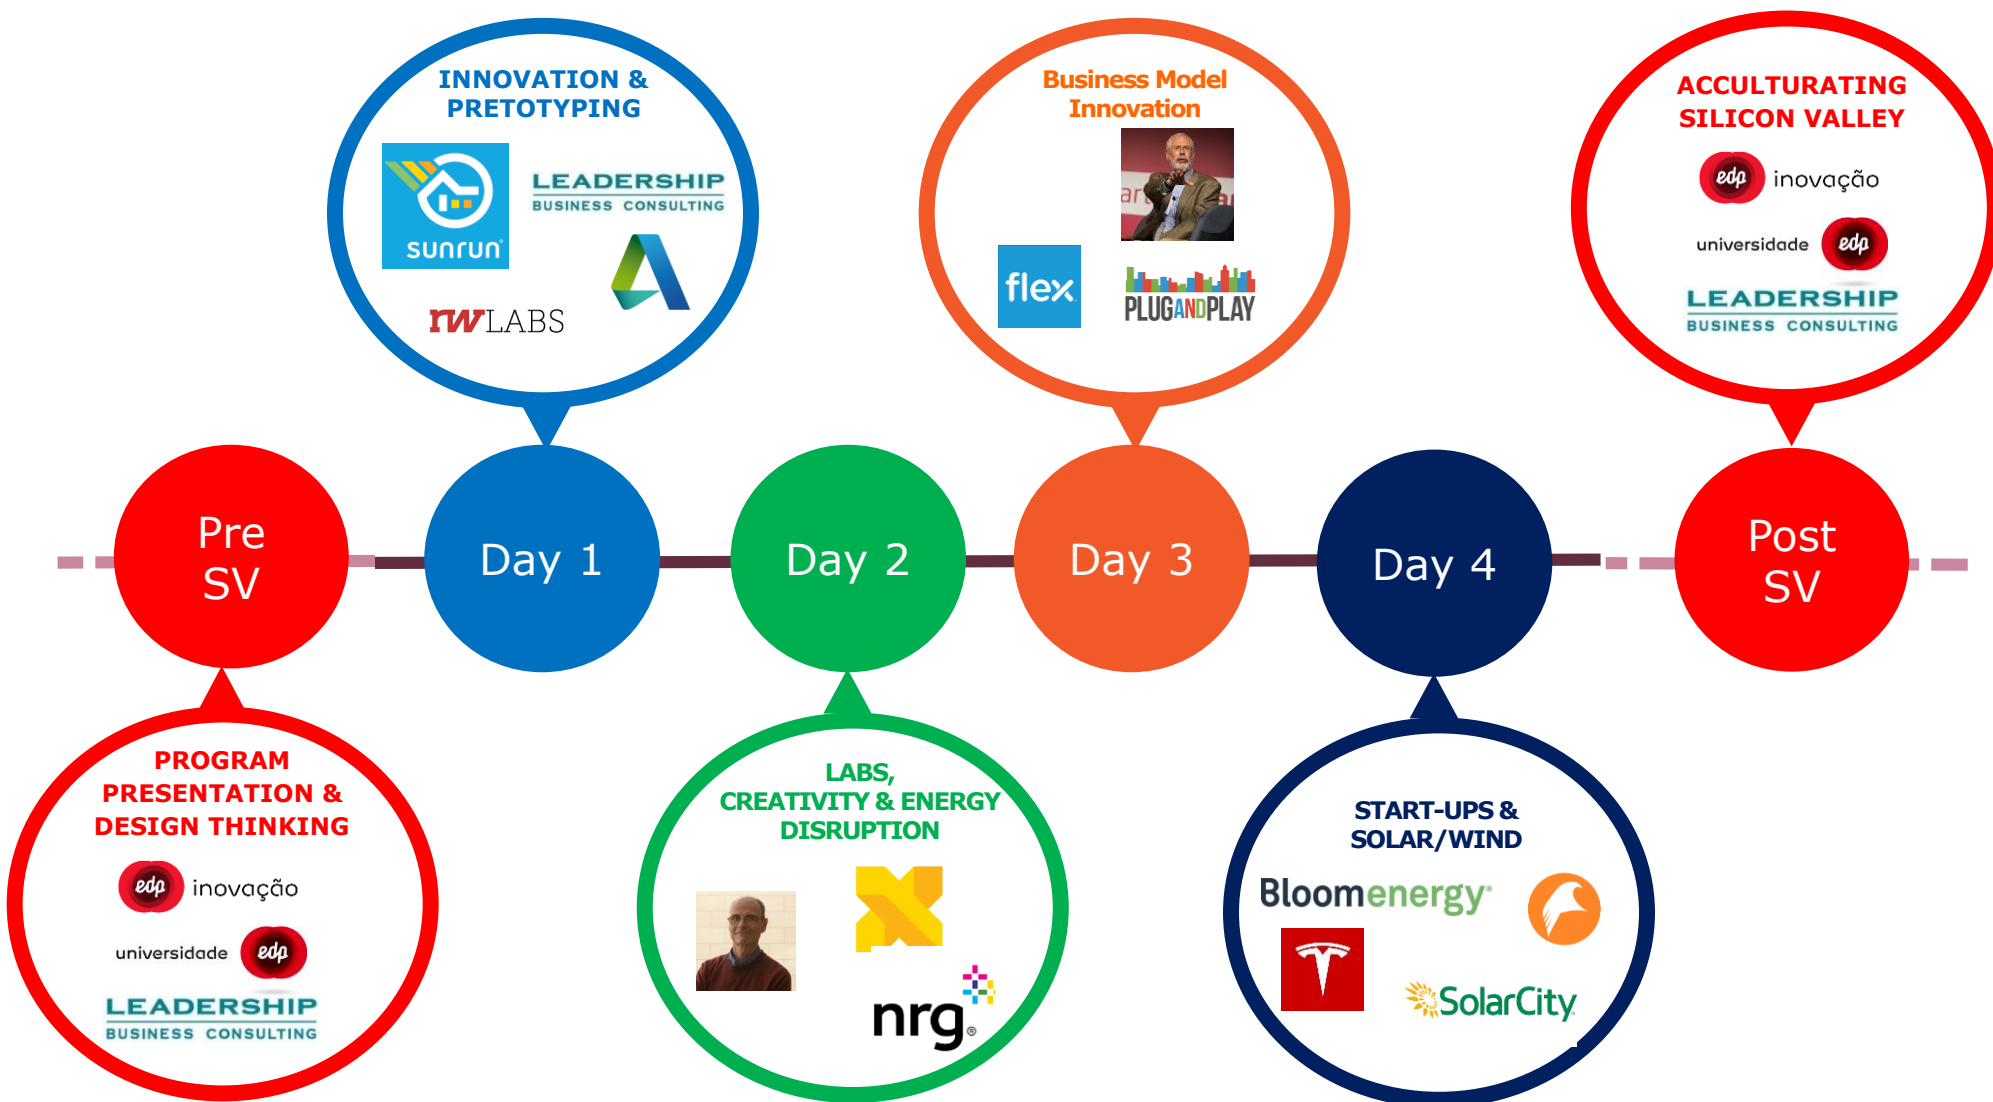 INNOVATION &
PRETOTYPING
sunrun
LEADERSHIP
BUSINESS CONSULTING
rwLABS
Business Model
Innovation
flex
PLUGANDPLAY
ACCULTURATING
SILICON VALLEY
edp inovação
universidade edp
LEADERSHIP
BUSINESS CONSULTING
Pre
SV
Day 1
Day 2
Day 3
Day 4
Post
SV
PROGRAM
PRESENTATION &
DESIGN THINKING
edp inovação
universidade edp
LEADERSHIP
BUSINESS CONSULTING
LABS,
CREATIVITY & ENERGY
DISRUPTION
nrg®
START-UPS &
SOLAR/WIND
Bloomenergy
SolarCity